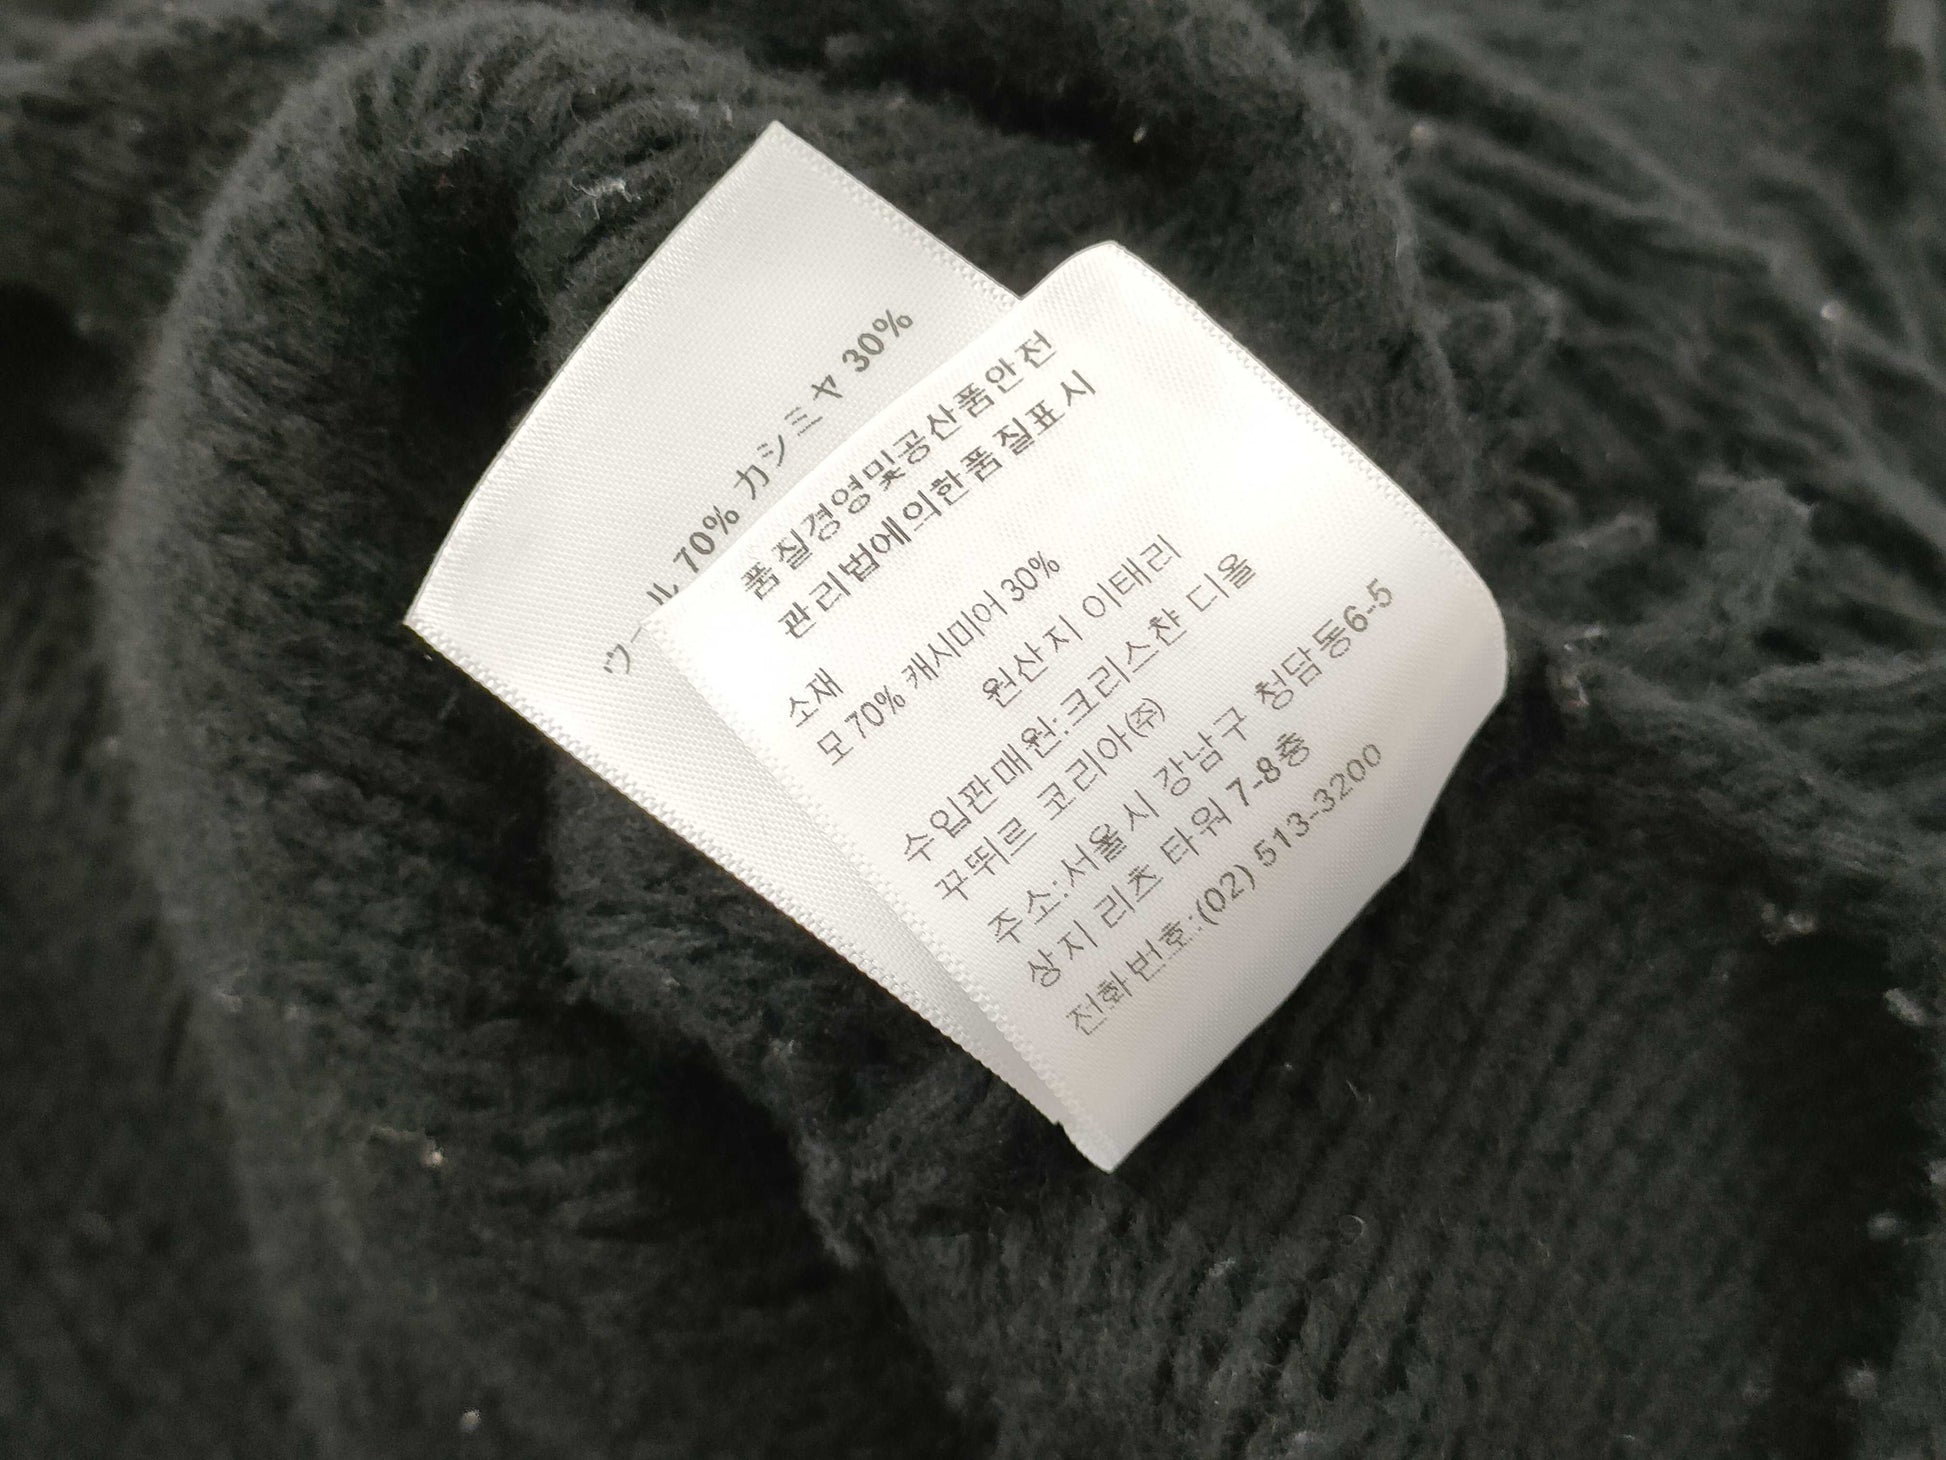 ウール 70% カシミヤ 30%
품질경영및공산품안전
관리법에의한품질표시
소재
모 70% 캐시미어 30%
원산지 이태리
수입판매원:크리스챤 디올
꾸뛰르 코리아㈜
주소:서울시 강남구 청담동6-5
상지 리츠 타워 7-8층
전화번호:(02) 513-3200